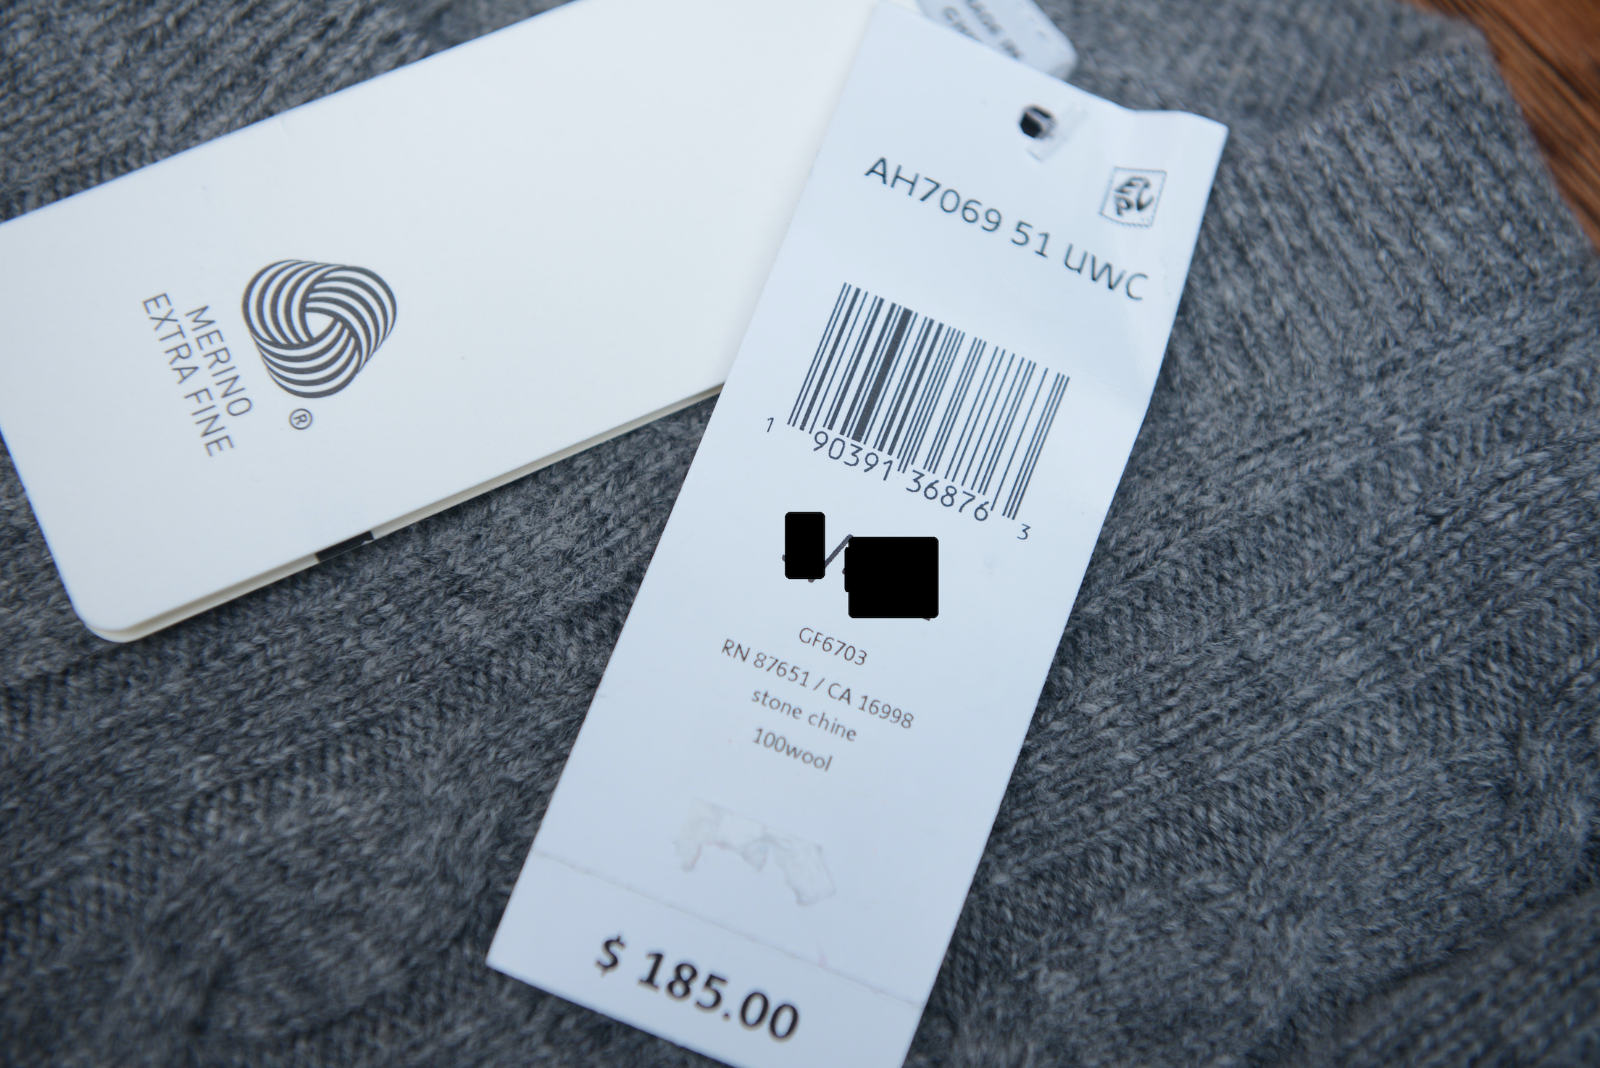 MERINO
EXTRA FINE
®
AH7069 51 UWC
1 90391 36876 3
GF6703
RN 87651 / CA 16998
stone chine
100wool
$ 185.00